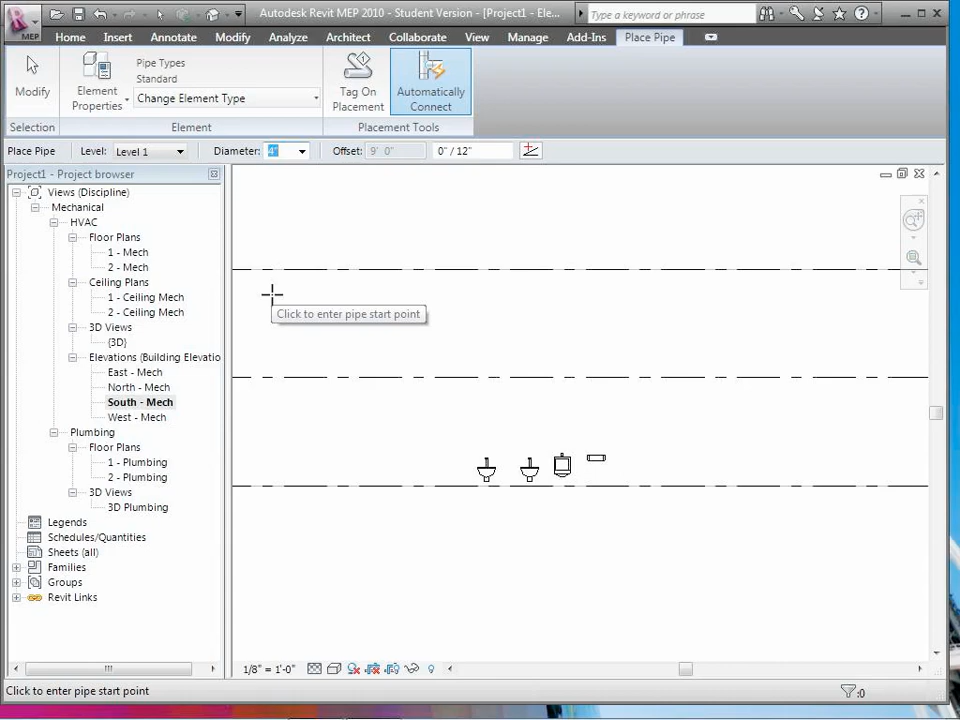 Autodesk Revit MEP 2010 - Student Version - [Project1 - Ele...
Type a keyword or phrase
MEP
Home Insert Annotate Modify Analyze Architect Collaborate View Manage Add-Ins Place Pipe
Modify
Element
Properties
Pipe Types
Standard
Change Element Type
Tag On
Placement
Automatically
Connect
Selection Element Placement Tools
Place Pipe Level: Level 1 Diameter: 4" Offset: 9' 0" 0" / 12"
Project1 - Project browser
Views (Discipline)
Mechanical
HVAC
Floor Plans
1 - Mech
2 - Mech
Ceiling Plans
1 - Ceiling Mech
2 - Ceiling Mech
3D Views
{3D}
Elevations (Building Elevatio
East - Mech
North - Mech
South - Mech
West - Mech
Plumbing
Floor Plans
1 - Plumbing
2 - Plumbing
3D Views
3D Plumbing
Legends
Schedules/Quantities
Sheets (all)
Families
Groups
Revit Links
Click to enter pipe start point
1/8" = 1'-0"
Click to enter pipe start point
:0